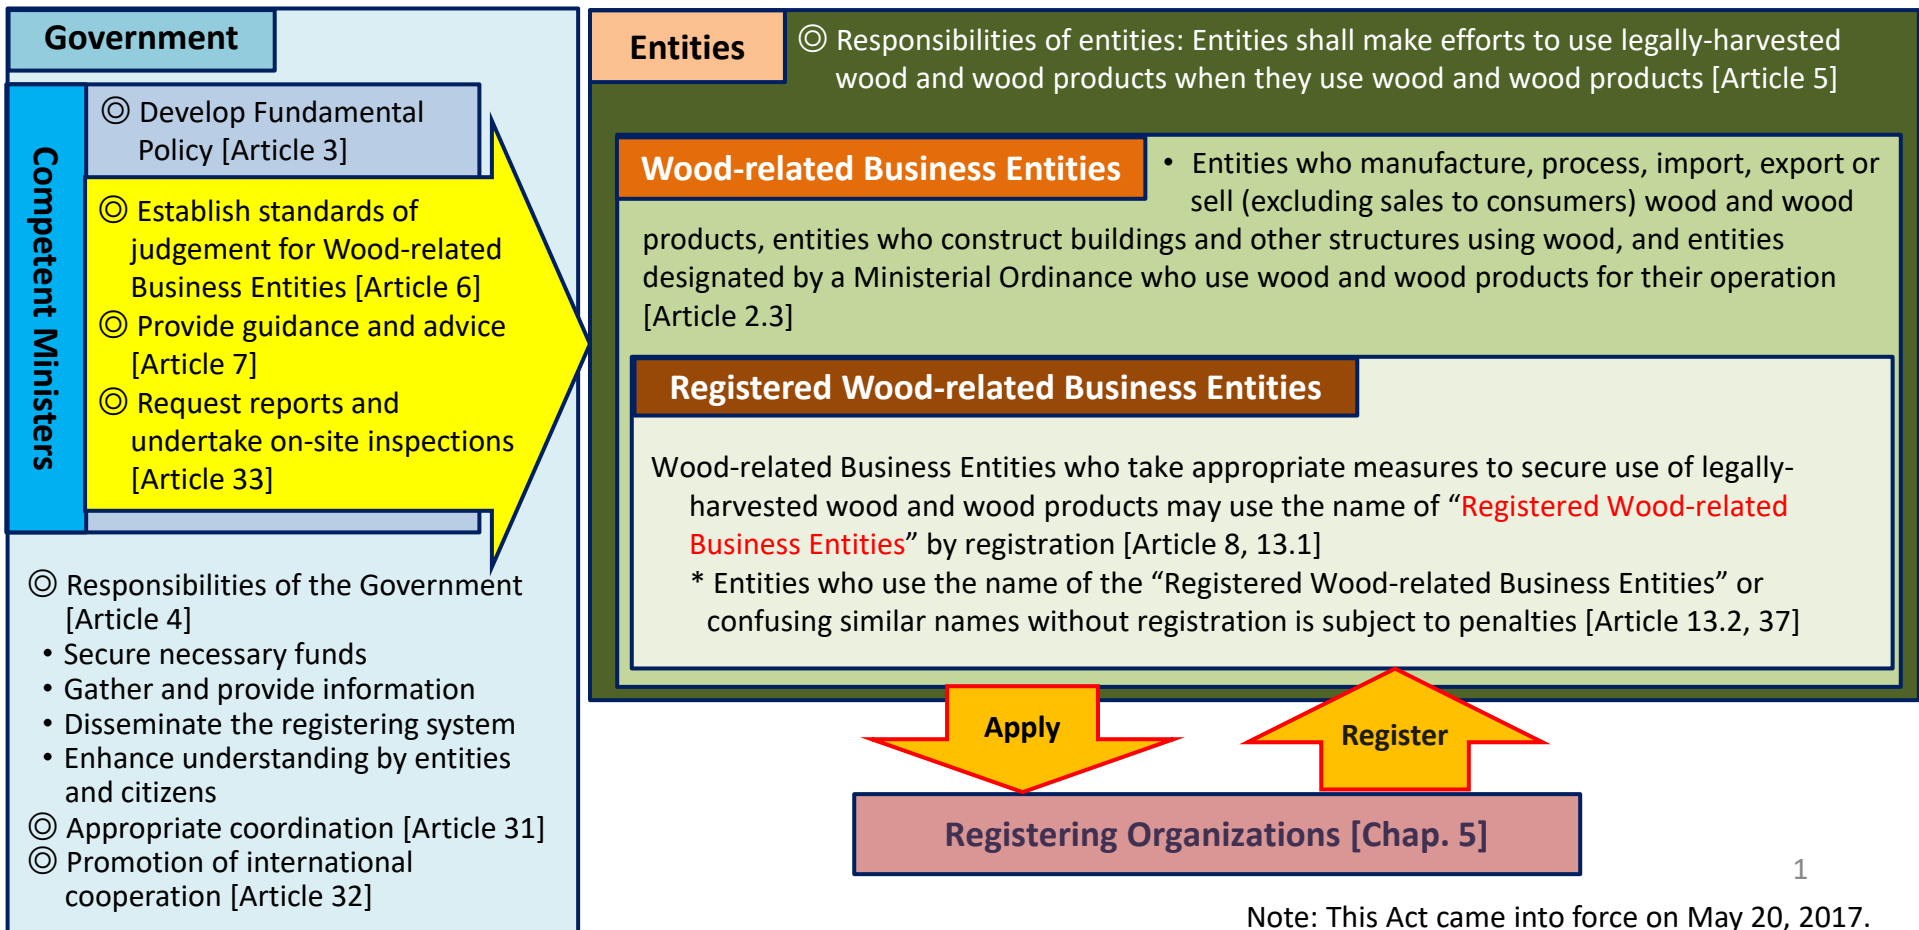 Government
Competent Ministers
◎ Develop Fundamental
Policy [Article 3]
◎ Establish standards of
judgement for Wood-related
Business Entities [Article 6]
◎ Provide guidance and advice
[Article 7]
◎ Request reports and
undertake on-site inspections
[Article 33]
◎ Responsibilities of the Government
[Article 4]
• Secure necessary funds
• Gather and provide information
• Disseminate the registering system
• Enhance understanding by entities
and citizens
◎ Appropriate coordination [Article 31]
◎ Promotion of international
cooperation [Article 32]
Entities
◎ Responsibilities of entities: Entities shall make efforts to use legally-harvested
wood and wood products when they use wood and wood products [Article 5]
Wood-related Business Entities
• Entities who manufacture, process, import, export or
sell (excluding sales to consumers) wood and wood
products, entities who construct buildings and other structures using wood, and entities
designated by a Ministerial Ordinance who use wood and wood products for their operation
[Article 2.3]
Registered Wood-related Business Entities
Wood-related Business Entities who take appropriate measures to secure use of legally-
harvested wood and wood products may use the name of “Registered Wood-related
Business Entities” by registration [Article 8, 13.1]
* Entities who use the name of the “Registered Wood-related Business Entities” or
confusing similar names without registration is subject to penalties [Article 13.2, 37]
Apply
Register
Registering Organizations [Chap. 5]
1
Note: This Act came into force on May 20, 2017.